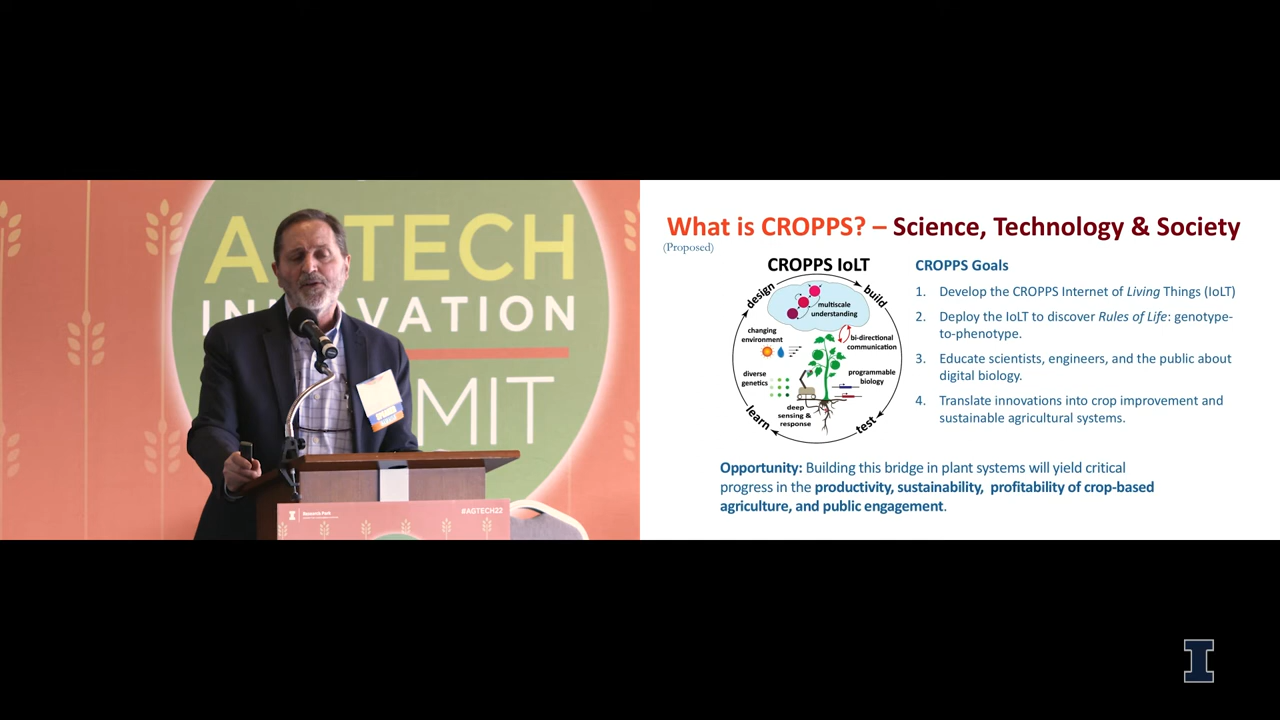 AGTECH
INNOVATION
MIT
Research Park
#AGTECH22
What is CROPPS? – Science, Technology & Society
(Proposed)
CROPPS IoLT
design
build
test
learn
multiscale
understanding
changing
environment
bi-directional
communication
diverse
genetics
programmable
biology
deep
sensing &
response
CROPPS Goals
1. Develop the CROPPS Internet of Living Things (IoLT)
2. Deploy the IoLT to discover Rules of Life: genotype-
to-phenotype.
3. Educate scientists, engineers, and the public about
digital biology.
4. Translate innovations into crop improvement and
sustainable agricultural systems.
Opportunity: Building this bridge in plant systems will yield critical
progress in the productivity, sustainability, profitability of crop-based
agriculture, and public engagement.
I